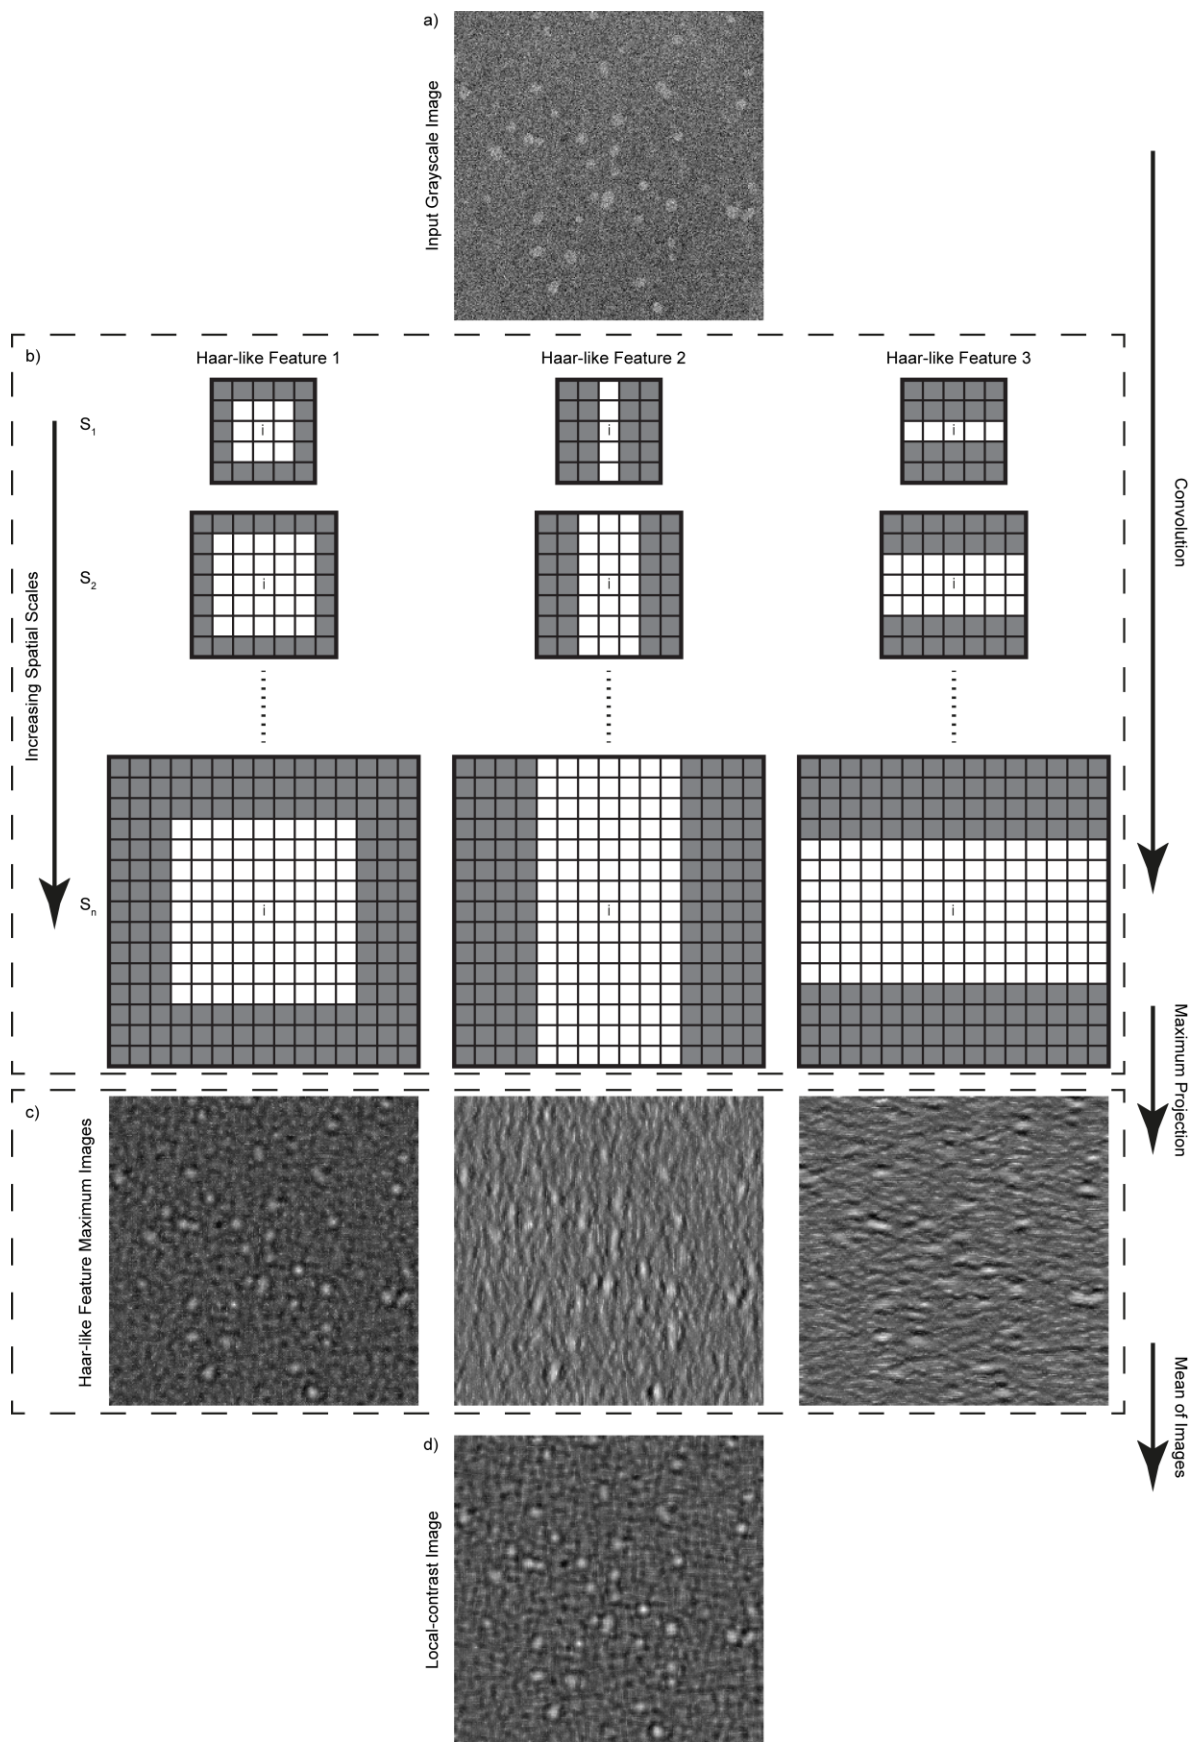 a)
Input Grayscale Image
b)
Haar-like Feature 1
Haar-like Feature 2
Haar-like Feature 3
S1
i
i
i
S2
i
i
i
Sn
i
i
i
Increasing Spatial Scales
Convolution
Maximum Projection
c)
Haar-like Feature Maximum Images
Mean of Images
d)
Local-contrast Image